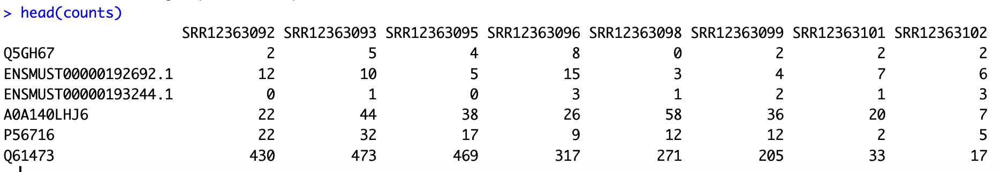 > head(counts)
SRR12363092 SRR12363093 SRR12363095 SRR12363096 SRR12363098 SRR12363099 SRR12363101 SRR12363102
Q5GH67 2 5 4 8 0 2 2 2
ENSMUST00000192692.1 12 10 5 15 3 4 7 6
ENSMUST00000193244.1 0 1 0 3 1 2 1 3
A0A140LHJ6 22 44 38 26 58 36 20 7
P56716 22 32 17 9 12 12 2 5
Q61473 430 473 469 317 271 205 33 17